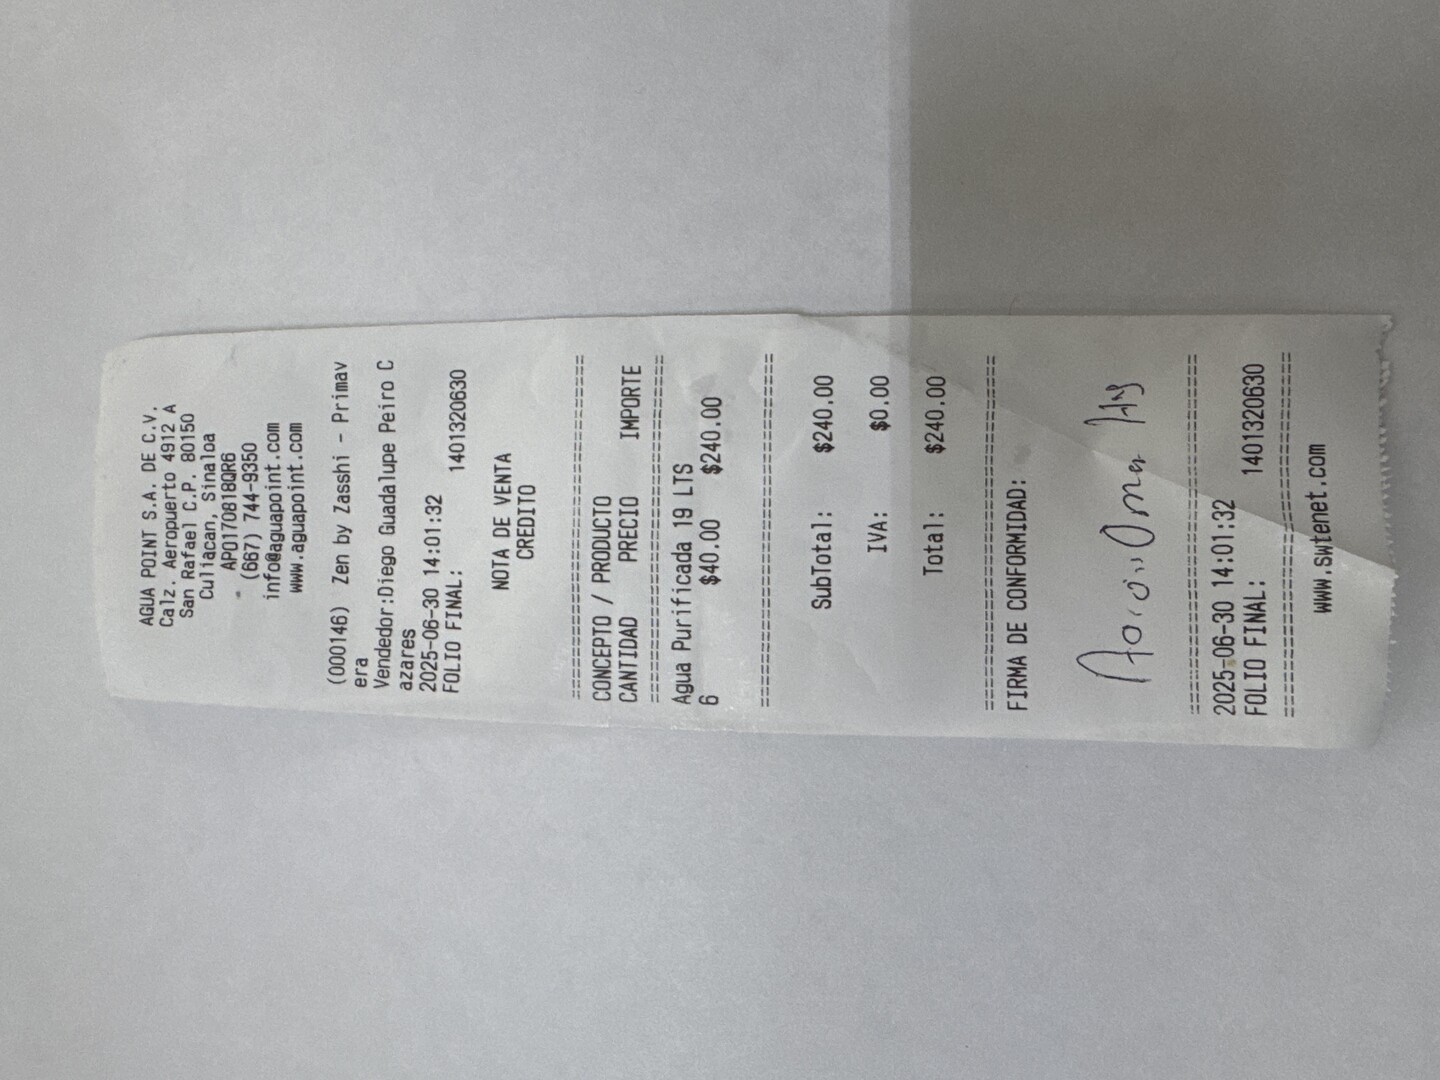 AGUA POINT S.A. DE C.V.
Calz. Aeropuerto 4912 A
San Rafael C.P. 80150
Culiacan, Sinaloa
APO170818QR6
(667) 744-9350
info@aguapoint.com
www.aguapoint.com
(000146) Zen by Zasshi - Primav
era
Vendedor:Diego Guadalupe Peiro C
azares
2025-06-30 14:01:32
FOLIO FINAL: 1401320630
NOTA DE VENTA
CREDITO
==============================
CONCEPTO / PRODUCTO
CANTIDAD PRECIO IMPORTE
==============================
Agua Purificada 19 LTS
6 $40.00 $240.00
==============================
SubTotal: $240.00
IVA: $0.00
Total: $240.00
==============================
FIRMA DE CONFORMIDAD:
==============================
2025-06-30 14:01:32
FOLIO FINAL: 1401320630
==============================
www.swtenet.com